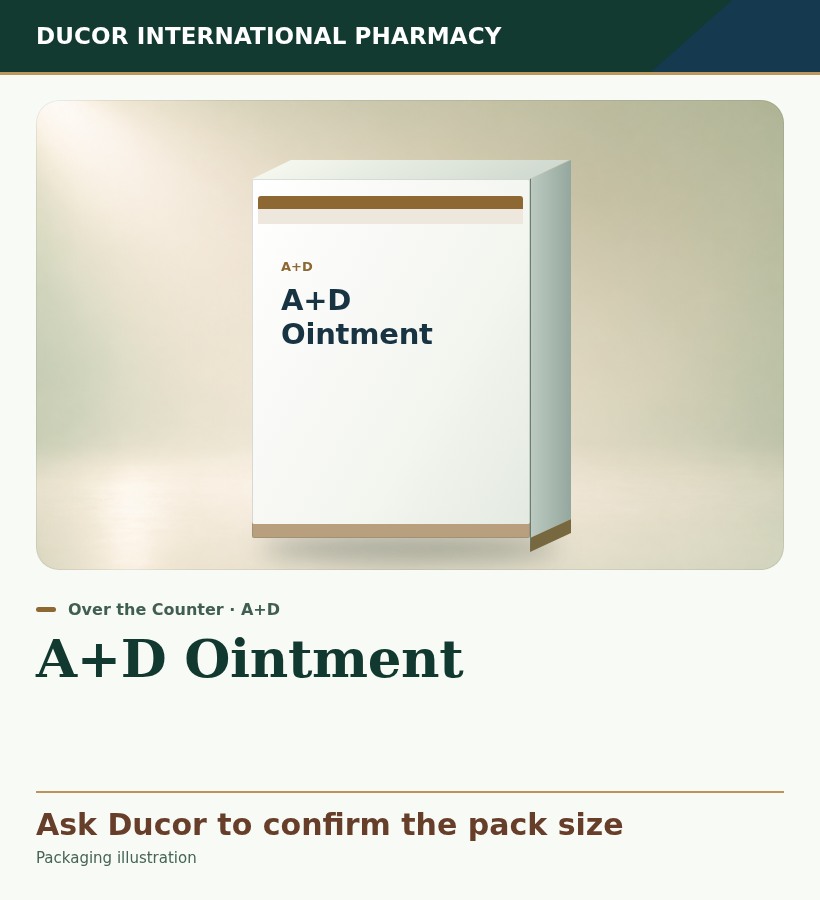 DUCOR INTERNATIONAL PHARMACY
A+D
A+D
Ointment
Over the Counter · A+D
A+D Ointment
Ask Ducor to confirm the pack size
Packaging illustration